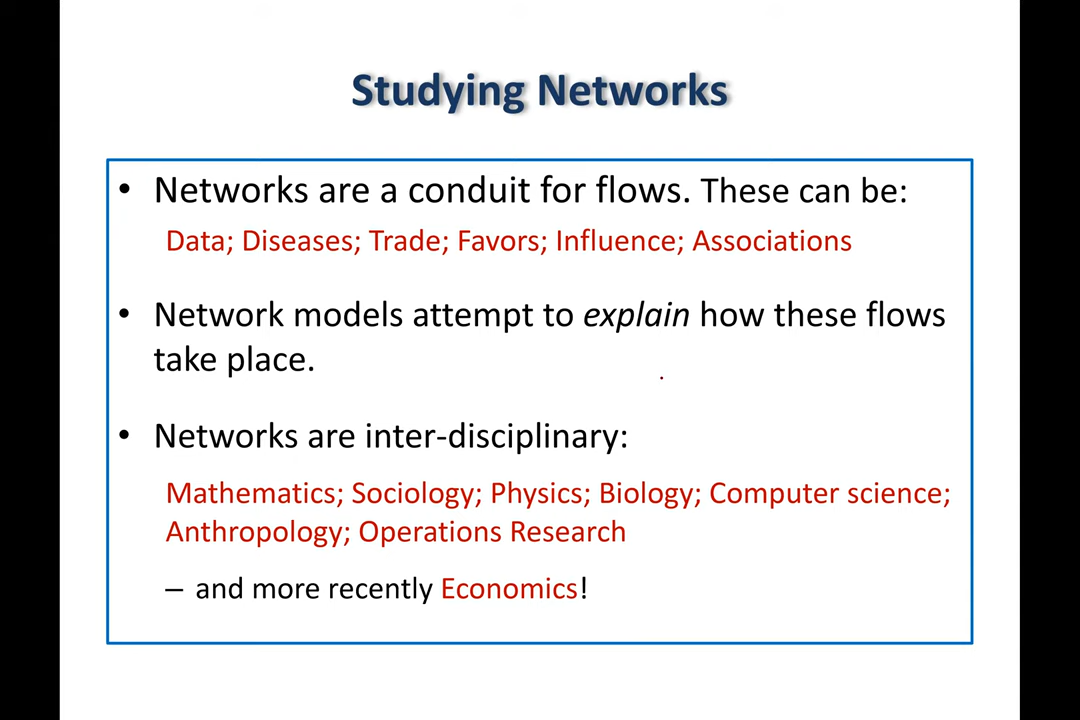 Studying Networks
• Networks are a conduit for flows. These can be:
Data; Diseases; Trade; Favors; Influence; Associations
• Network models attempt to explain how these flows
take place.
• Networks are inter-disciplinary:
Mathematics; Sociology; Physics; Biology; Computer science;
Anthropology; Operations Research
– and more recently Economics!